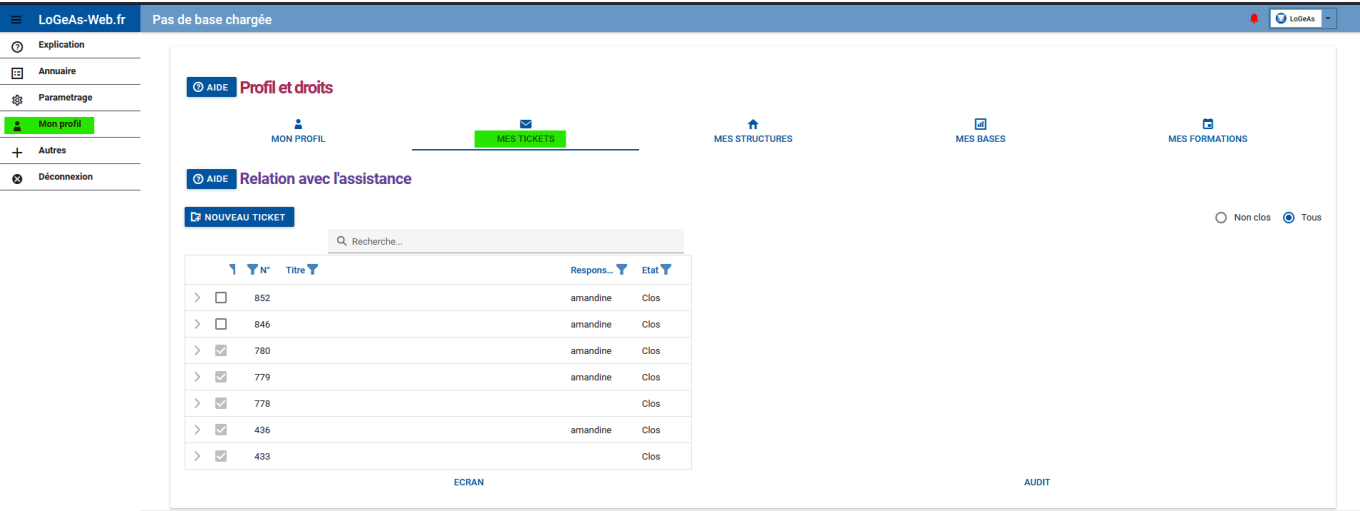 LoGeAs-Web.fr Pas de base chargée LoGeAs
Explication
Annuaire
Parametrage
Mon profil
Autres
Déconnexion
AIDE Profil et droits
MON PROFIL MES TICKETS MES STRUCTURES MES BASES MES FORMATIONS
AIDE Relation avec l'assistance
NOUVEAU TICKET Non clos Tous
Recherche...
N° Titre Respons... Etat
852 amandine Clos
846 amandine Clos
780 amandine Clos
779 amandine Clos
778 Clos
436 amandine Clos
433 Clos
ECRAN AUDIT